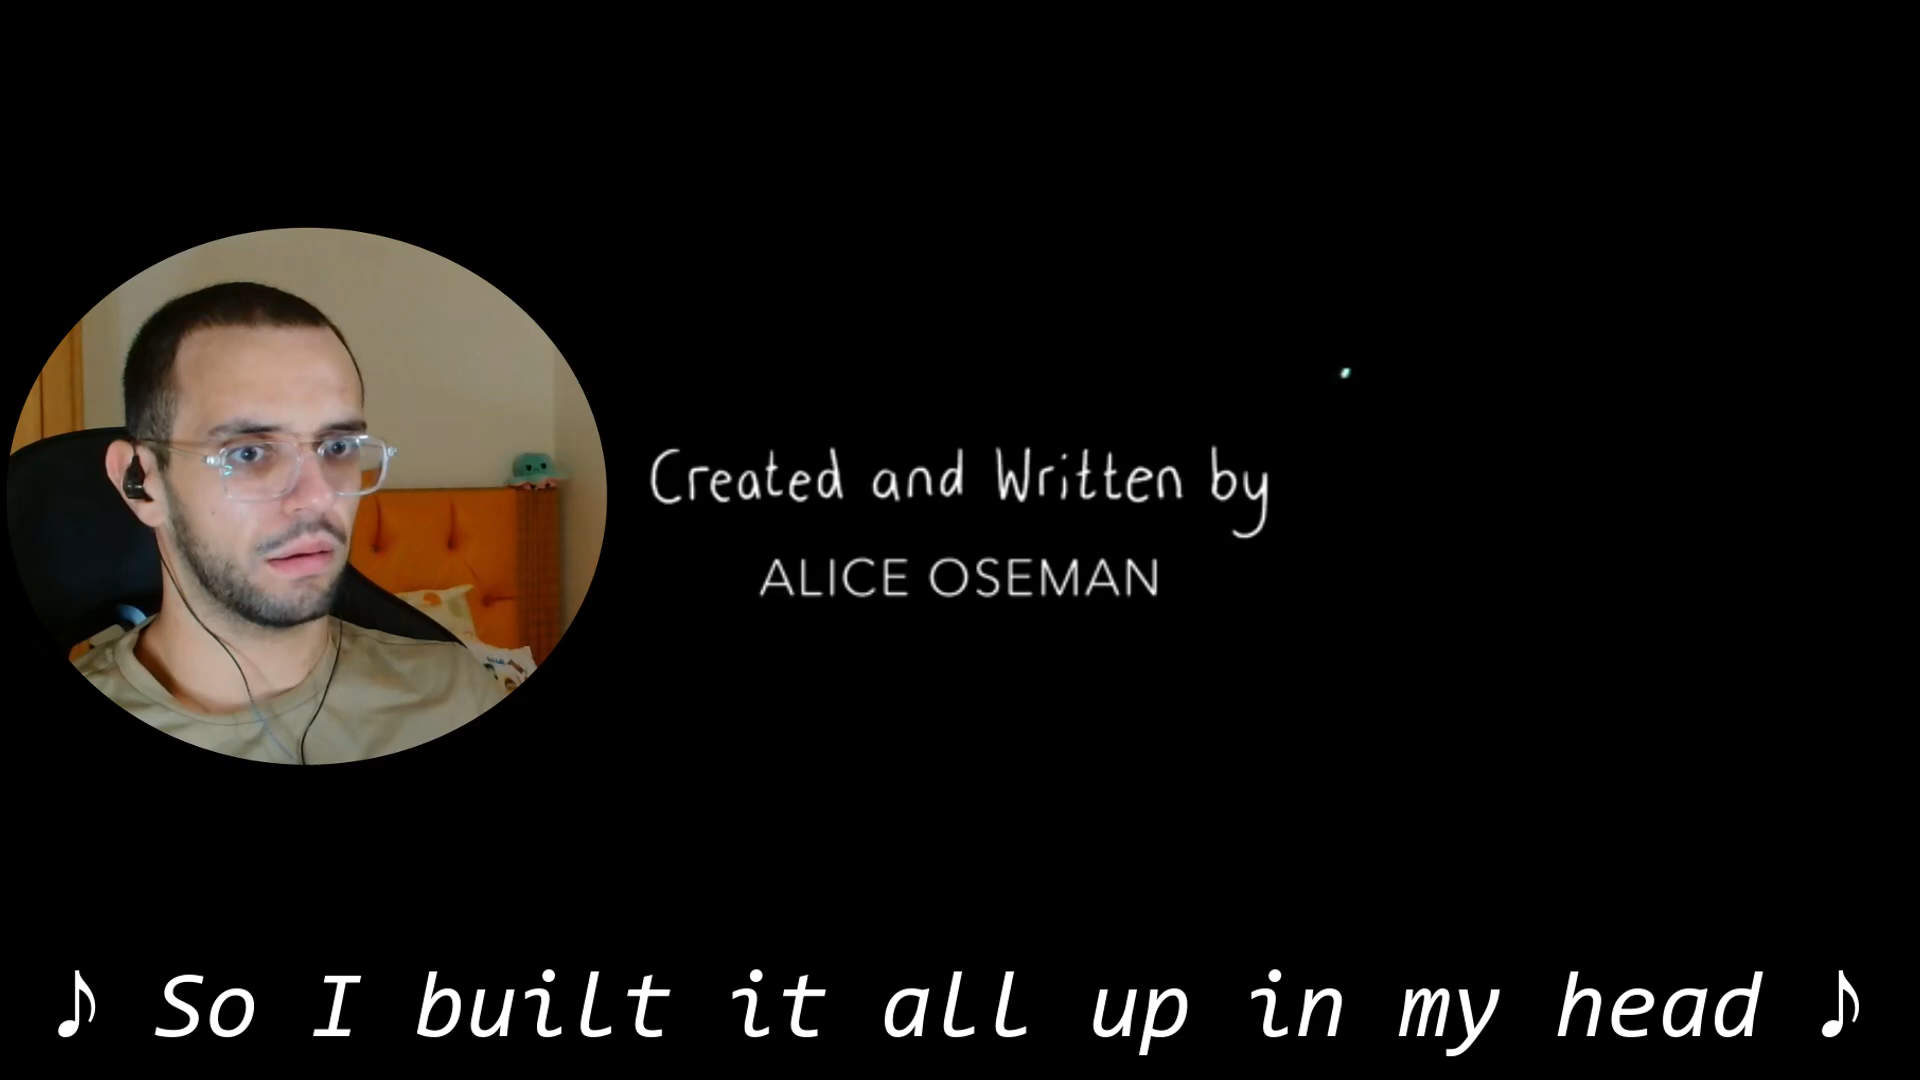 Created and Written by
ALICE OSEMAN
♪ So I built it all up in my head ♪